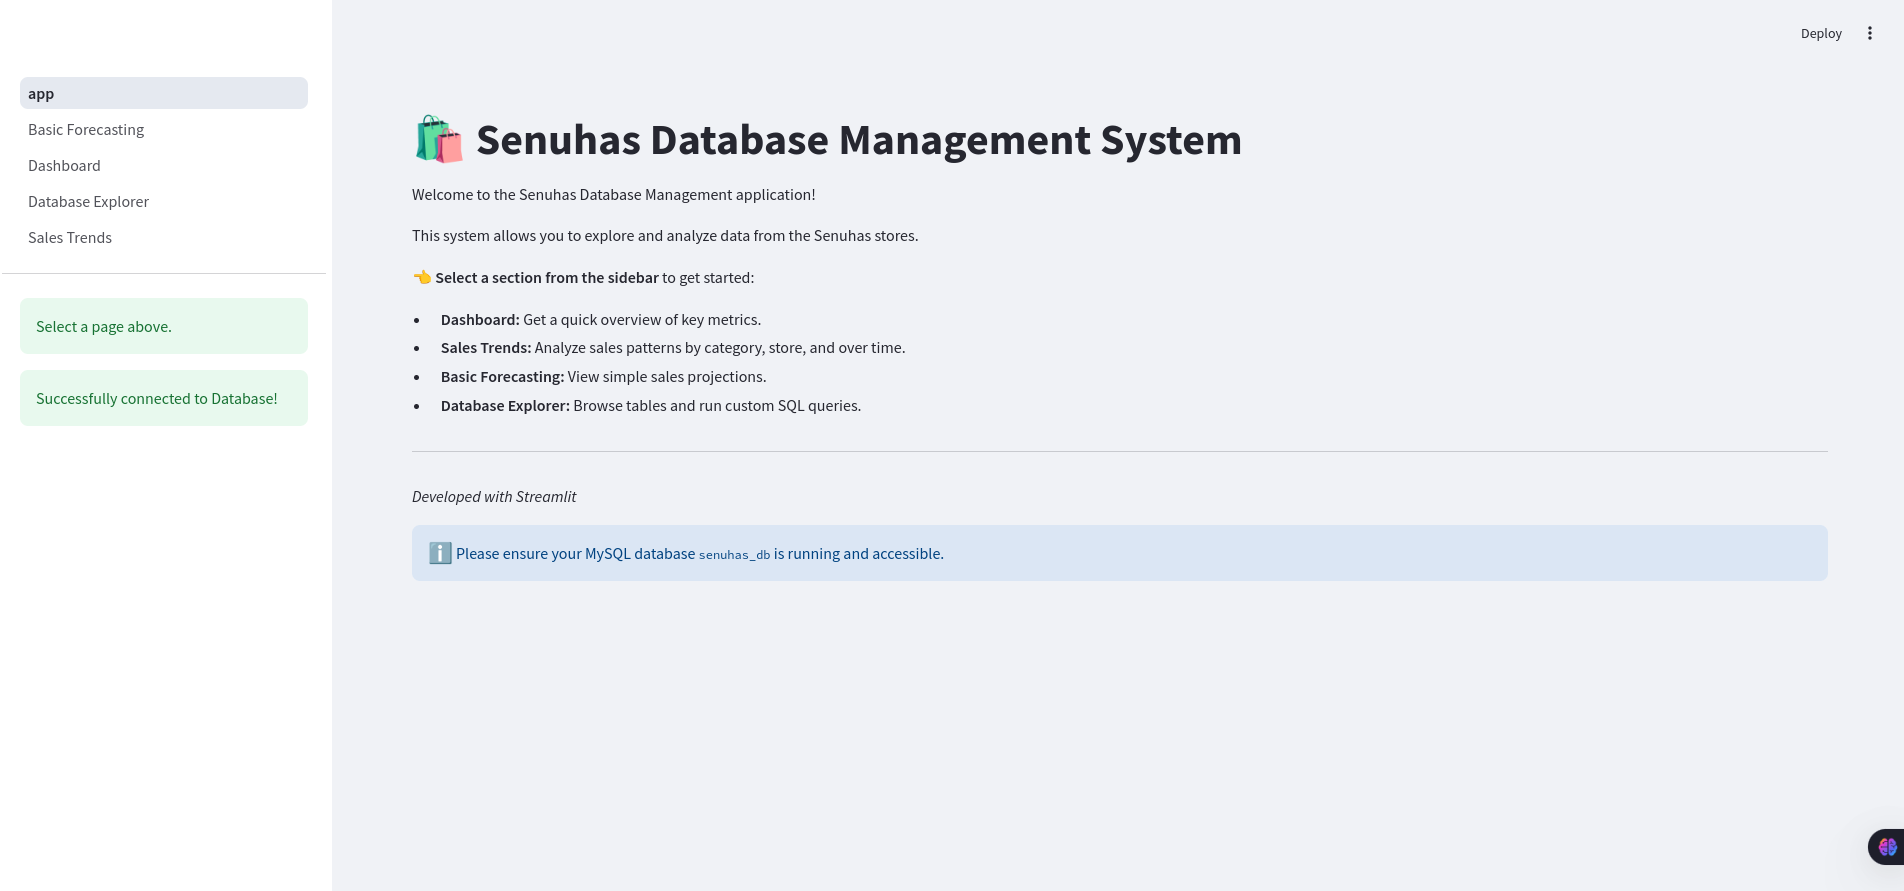 Deploy
app
Basic Forecasting
Dashboard
Database Explorer
Sales Trends
Select a page above.
Successfully connected to Database!
🛍️ Senuhas Database Management System
Welcome to the Senuhas Database Management application!
This system allows you to explore and analyze data from the Senuhas stores.
👈 Select a section from the sidebar to get started:
• Dashboard: Get a quick overview of key metrics.
• Sales Trends: Analyze sales patterns by category, store, and over time.
• Basic Forecasting: View simple sales projections.
• Database Explorer: Browse tables and run custom SQL queries.
Developed with Streamlit
ℹ️ Please ensure your MySQL database senuhas_db is running and accessible.